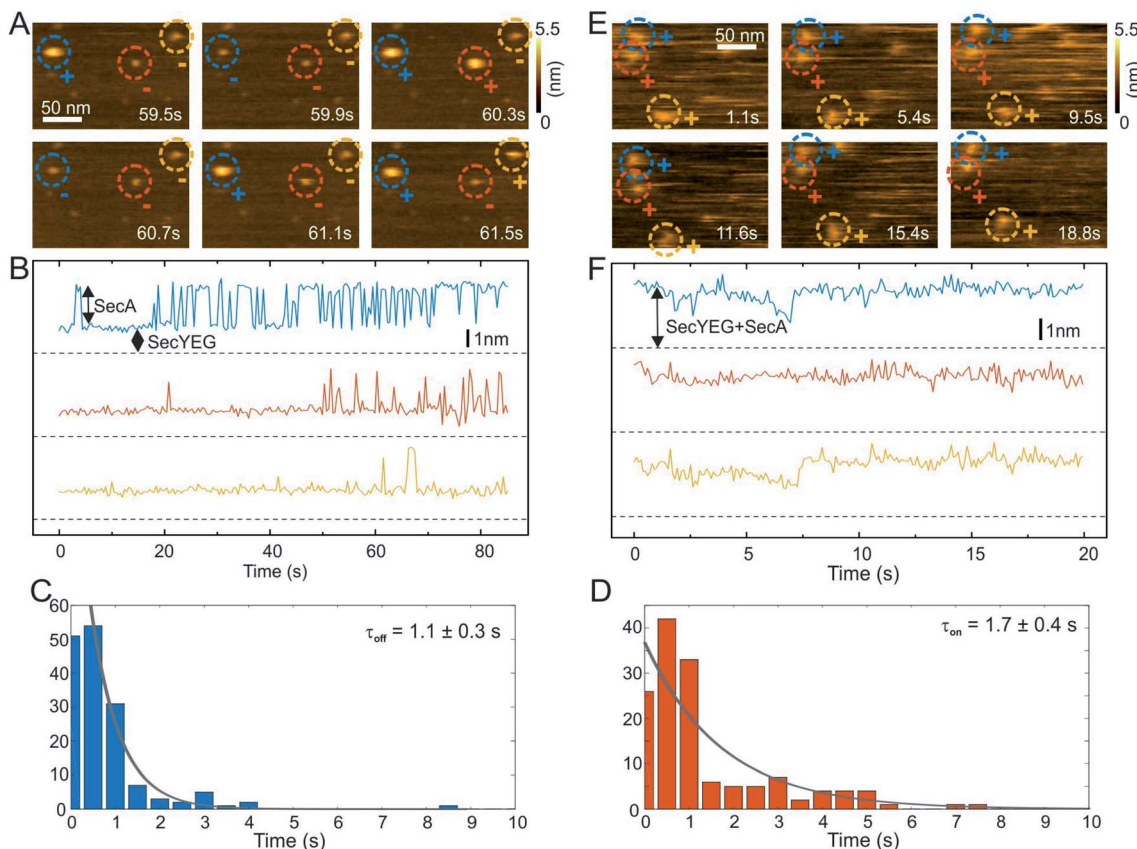 A
+
-
-
50 nm
59.5s
-
-
-
59.9s
+
+
-
60.3s
-
-
-
60.7s
+
-
-
61.1s
+
-
+
61.5s
5.5
(nm)
0
E
+
+
+
1.1s
50 nm
+
+
+
5.4s
+
+
+
9.5s
+
+
+
11.6s
+
+
+
15.4s
+
+
+
18.8s
5.5
(nm)
0
B
SecA
SecYEG
1nm
0 20 40 60 80
Time (s)
F
SecYEG+SecA
1nm
0 5 10 15 20
Time (s)
C
60
50
40
30
20
10
0
τoff = 1.1 ± 0.3 s
0 1 2 3 4 5 6 7 8 9 10
Time (s)
D
40
30
20
10
0
τon = 1.7 ± 0.4 s
0 1 2 3 4 5 6 7 8 9 10
Time (s)